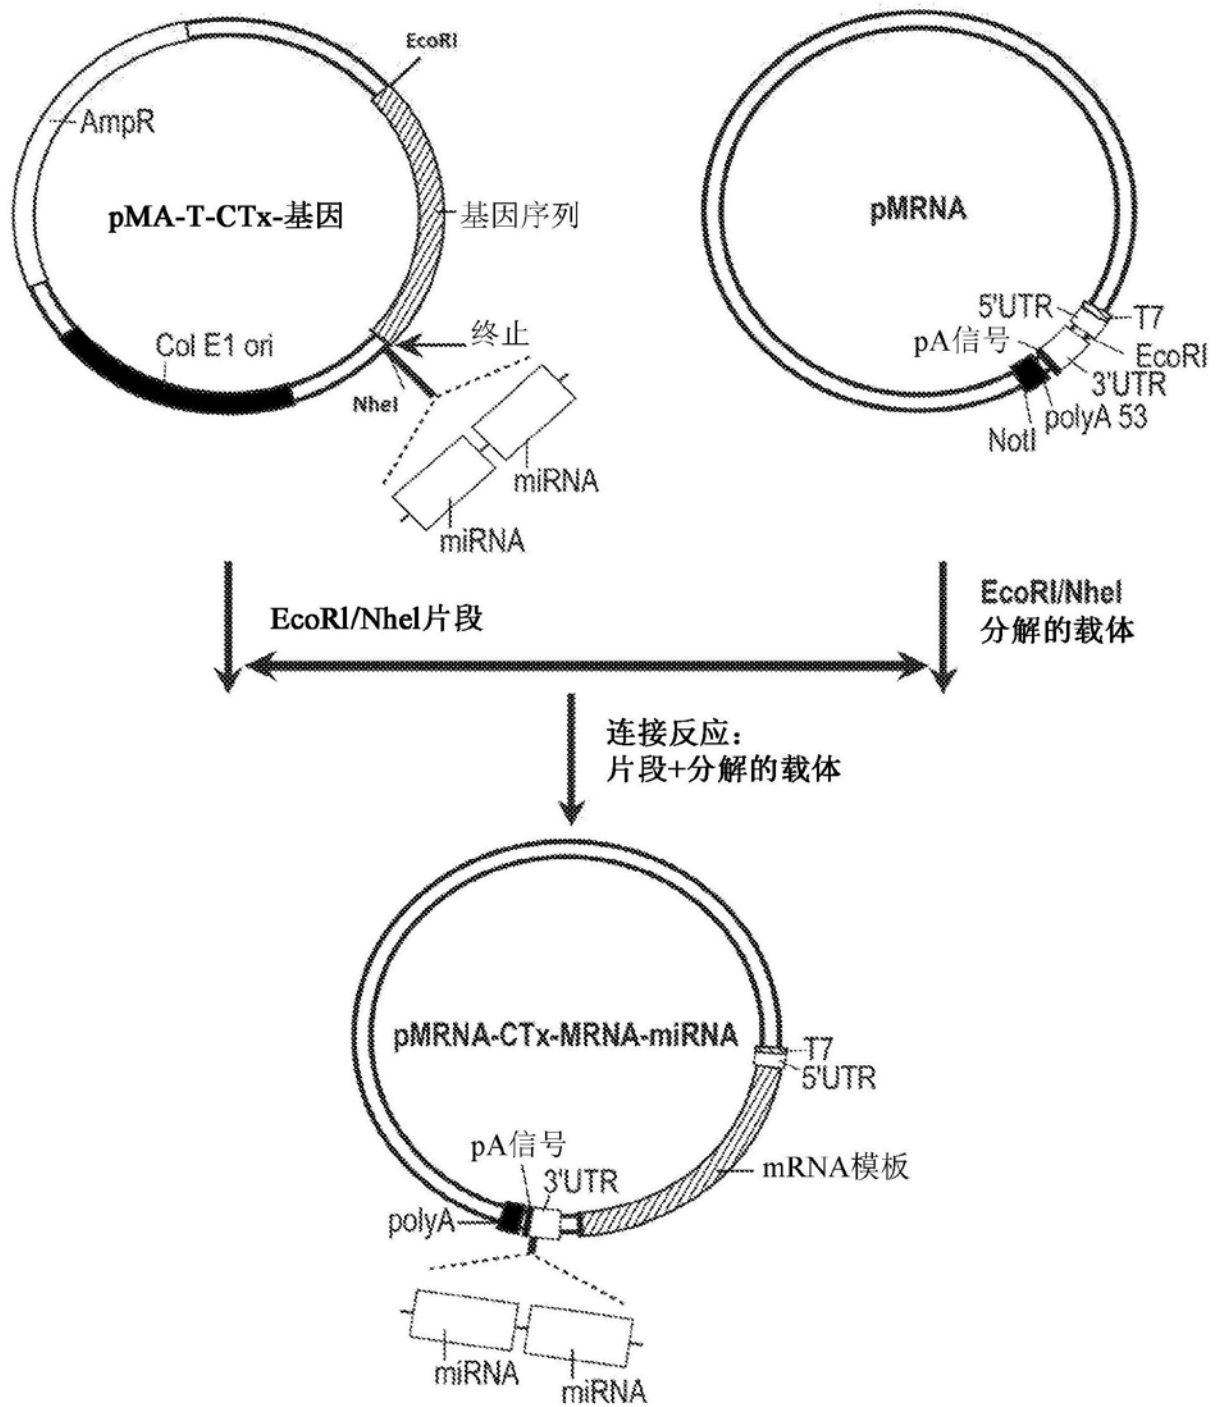 EcoRI
AmpR
pMA-T-CTx-基因
基因序列
Col E1 ori
终止
NheI
miRNA
miRNA
pMRNA
5'UTR
T7
pA信号
EcoRI
3'UTR
polyA 53
NotI
EcoRl/Nhel片段
EcoRI/NheI
分解的载体
连接反应:
片段+分解的载体
pMRNA-CTx-MRNA-miRNA
T7
5'UTR
pA信号
3'UTR
mRNA模板
polyA
miRNA
miRNA